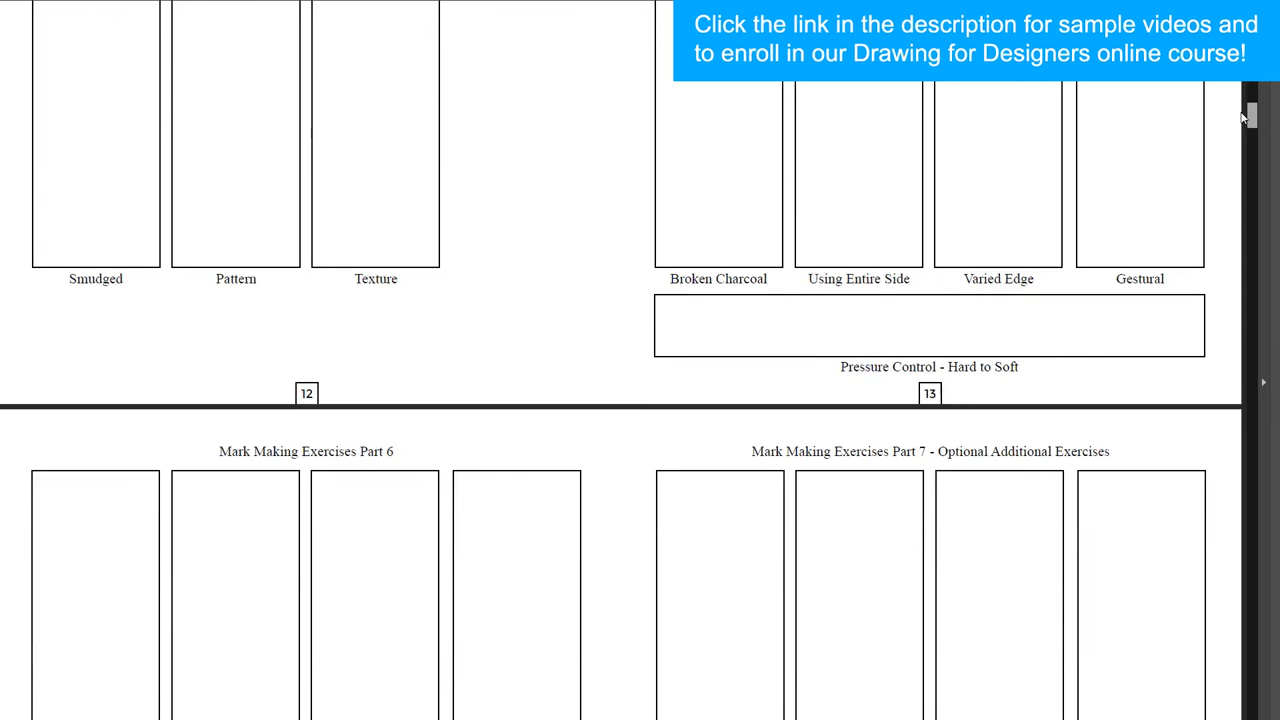 Click the link in the description for sample videos and
to enroll in our Drawing for Designers online course!
Smudged
Pattern
Texture
Broken Charcoal
Using Entire Side
Varied Edge
Gestural
Pressure Control - Hard to Soft
12
13
Mark Making Exercises Part 6
Mark Making Exercises Part 7 - Optional Additional Exercises